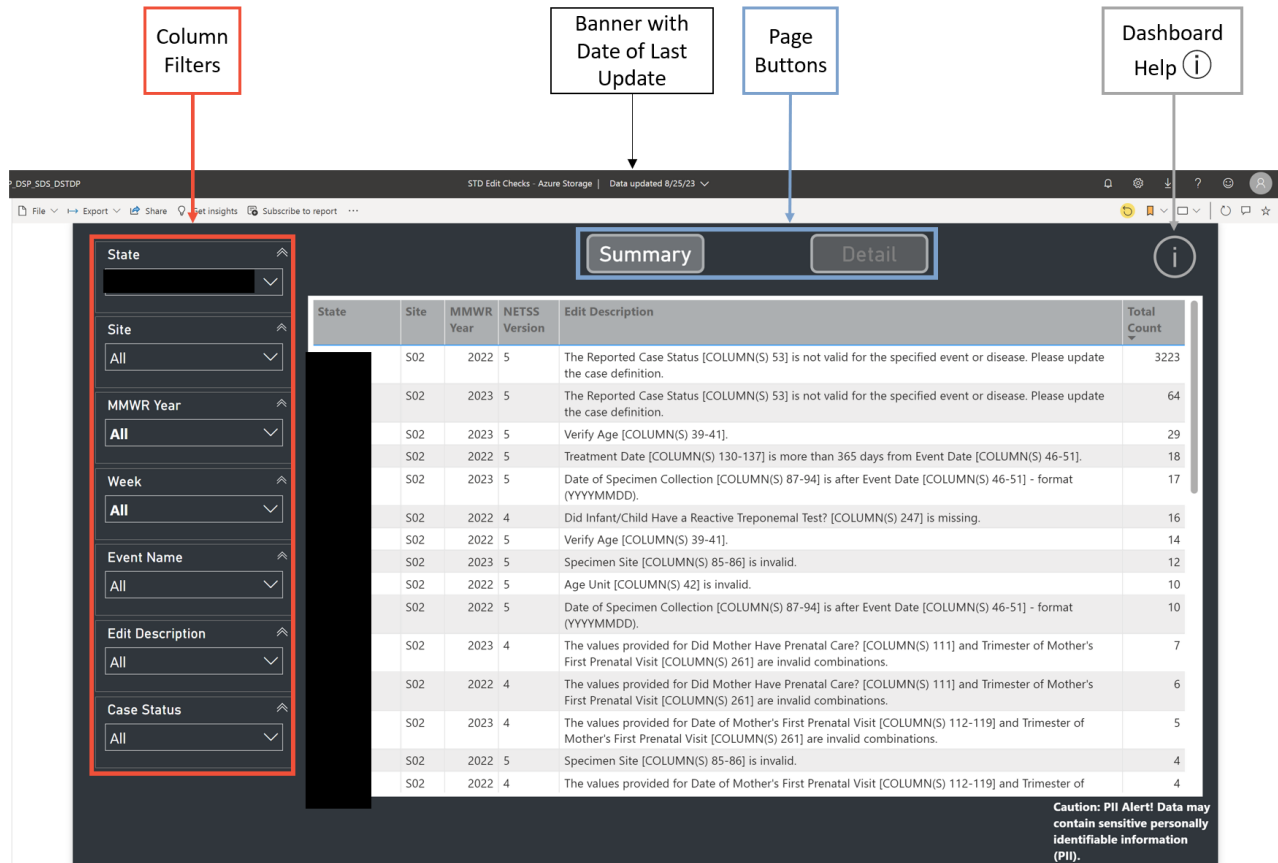 Column
Filters
Banner with
Date of Last
Update
Page
Buttons
Dashboard
Help i
P_DSP_SDS_DSTDP
STD Edit Checks - Azure Storage | Data updated 8/25/23
File Export Share Get insights Subscribe to report ...
State
Site
All
MMWR Year
All
Week
All
Event Name
All
Edit Description
All
Case Status
All
Summary Detail i
State Site MMWR Year NETSS Version Edit Description Total Count
S02 2022 5 The Reported Case Status [COLUMN(S) 53] is not valid for the specified event or disease. Please update 3223
the case definition.
S02 2023 5 The Reported Case Status [COLUMN(S) 53] is not valid for the specified event or disease. Please update 64
the case definition.
S02 2023 5 Verify Age [COLUMN(S) 39-41]. 29
S02 2022 5 Treatment Date [COLUMN(S) 130-137] is more than 365 days from Event Date [COLUMN(S) 46-51]. 18
S02 2023 5 Date of Specimen Collection [COLUMN(S) 87-94] is after Event Date [COLUMN(S) 46-51] - format 17
(YYYYMMDD).
S02 2022 4 Did Infant/Child Have a Reactive Treponemal Test? [COLUMN(S) 247] is missing. 16
S02 2022 5 Verify Age [COLUMN(S) 39-41]. 14
S02 2023 5 Specimen Site [COLUMN(S) 85-86] is invalid. 12
S02 2022 5 Age Unit [COLUMN(S) 42] is invalid. 10
S02 2022 5 Date of Specimen Collection [COLUMN(S) 87-94] is after Event Date [COLUMN(S) 46-51] - format 10
(YYYYMMDD).
S02 2023 4 The values provided for Did Mother Have Prenatal Care? [COLUMN(S) 111] and Trimester of Mother's 7
First Prenatal Visit [COLUMN(S) 261] are invalid combinations.
S02 2022 4 The values provided for Did Mother Have Prenatal Care? [COLUMN(S) 111] and Trimester of Mother's 6
First Prenatal Visit [COLUMN(S) 261] are invalid combinations.
S02 2023 4 The values provided for Date of Mother's First Prenatal Visit [COLUMN(S) 112-119] and Trimester of 5
Mother's First Prenatal Visit [COLUMN(S) 261] are invalid combinations.
S02 2022 5 Specimen Site [COLUMN(S) 85-86] is invalid. 4
S02 2022 4 The values provided for Date of Mother's First Prenatal Visit [COLUMN(S) 112-119] and Trimester of 4
Caution: PII Alert! Data may
contain sensitive personally
identifiable information
(PII).